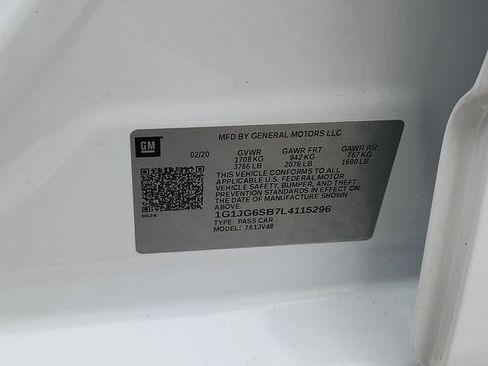 GM
MFD BY GENERAL MOTORS LLC
02/20 GVWR GAWR FRT GAWR RR
1708 KG 942 KG 767 KG
3766 LB 2076 LB 1690 LB
THIS VEHICLE CONFORMS TO ALL
APPLICABLE U.S. FEDERAL MOTOR
VEHICLE SAFETY, BUMPER, AND THEFT
PREVENTION STANDARDS IN EFFECT ON
THE DATE OF MANUFACTURE SHOWN
ABOVE.
1G1JG6SB7L4115296
TYPE: PASS CAR
MODEL: 761JV48
0624